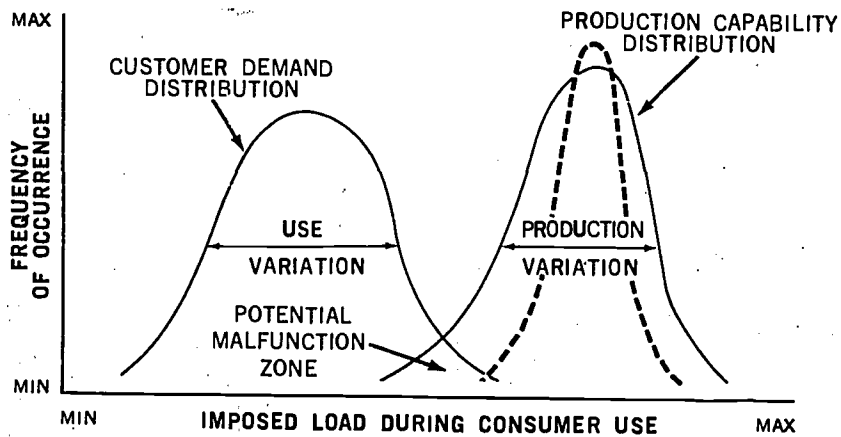 MAX
PRODUCTION CAPABILITY
DISTRIBUTION
CUSTOMER DEMAND
DISTRIBUTION
FREQUENCY
OF OCCURRENCE
USE
VARIATION
PRODUCTION
VARIATION
POTENTIAL
MALFUNCTION
ZONE
MIN
MIN
IMPOSED LOAD DURING CONSUMER USE
MAX